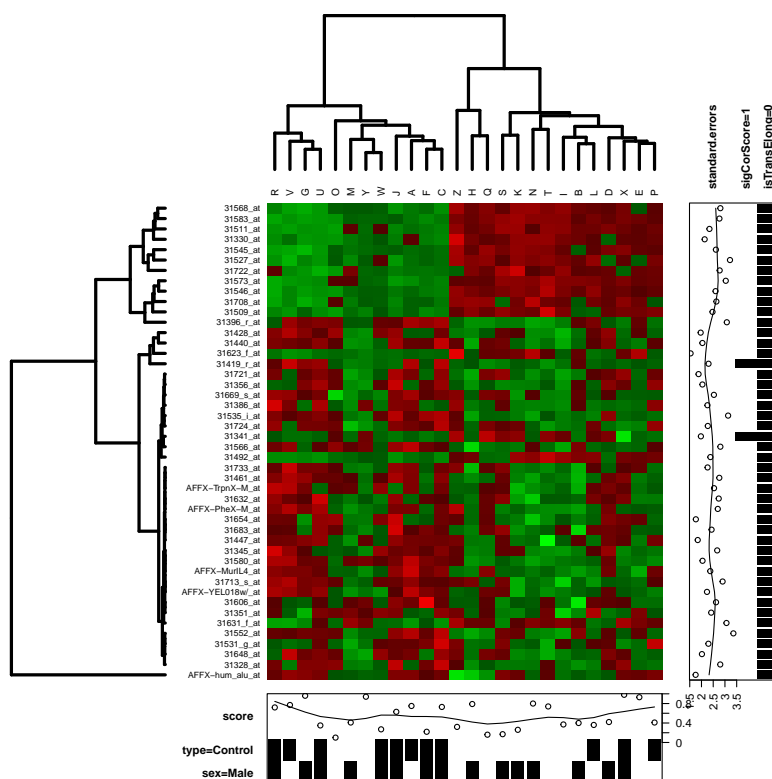 standard.errors
sigCorScore=1
isTransElong=0
R V G U O M Y W J A F C Z H Q S K N T I B L D X E P
31568_at
31583_at
31511_at
31330_at
31545_at
31527_at
31722_at
31573_at
31546_at
31708_at
31509_at
31396_r_at
31428_at
31440_at
31623_f_at
31419_r_at
31721_at
31356_at
31669_s_at
31386_at
31535_i_at
31724_at
31341_at
31566_at
31492_at
31733_at
31461_at
AFFX−TrpnX−M_at
31632_at
AFFX−PheX−M_at
31654_at
31683_at
31447_at
31345_at
31580_at
AFFX−MurIL4_at
31713_s_at
AFFX−YEL018w/_at
31606_at
31351_at
31631_f_at
31552_at
31531_g_at
31648_at
31328_at
AFFX−hum_alu_at
1.5 2 2.5 3.5
score
0.8
0.4
0
type=Control
sex=Male